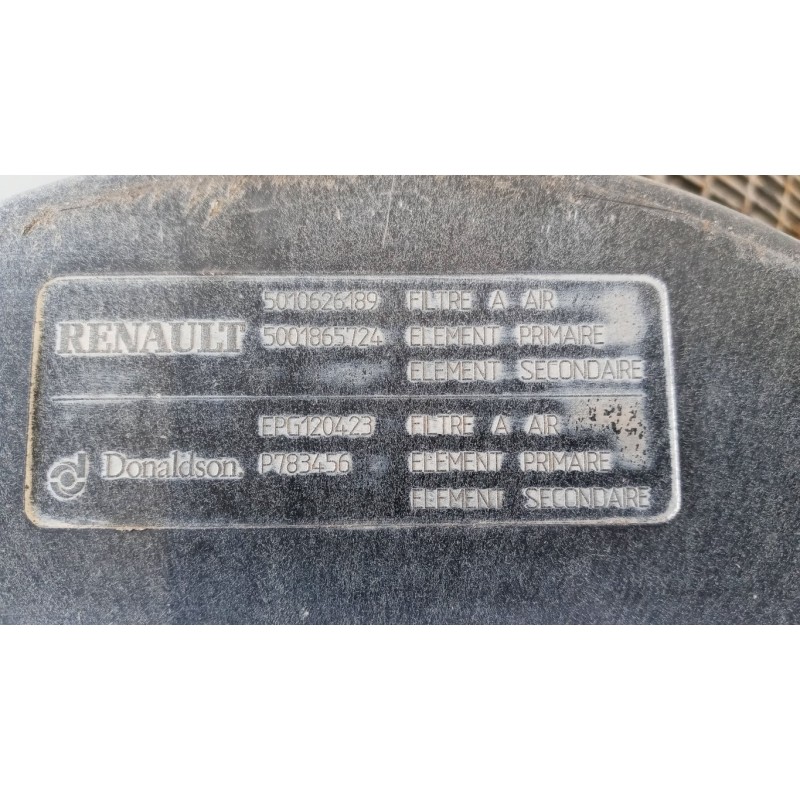 5010626189 FILTRE A AIR
RENAULT 5001865724 ELEMENT PRIMAIRE
ELEMENT SECONDAIRE
EPG120423 FILTRE A AIR
Donaldson. P783456 ELEMENT PRIMAIRE
ELEMENT SECONDAIRE